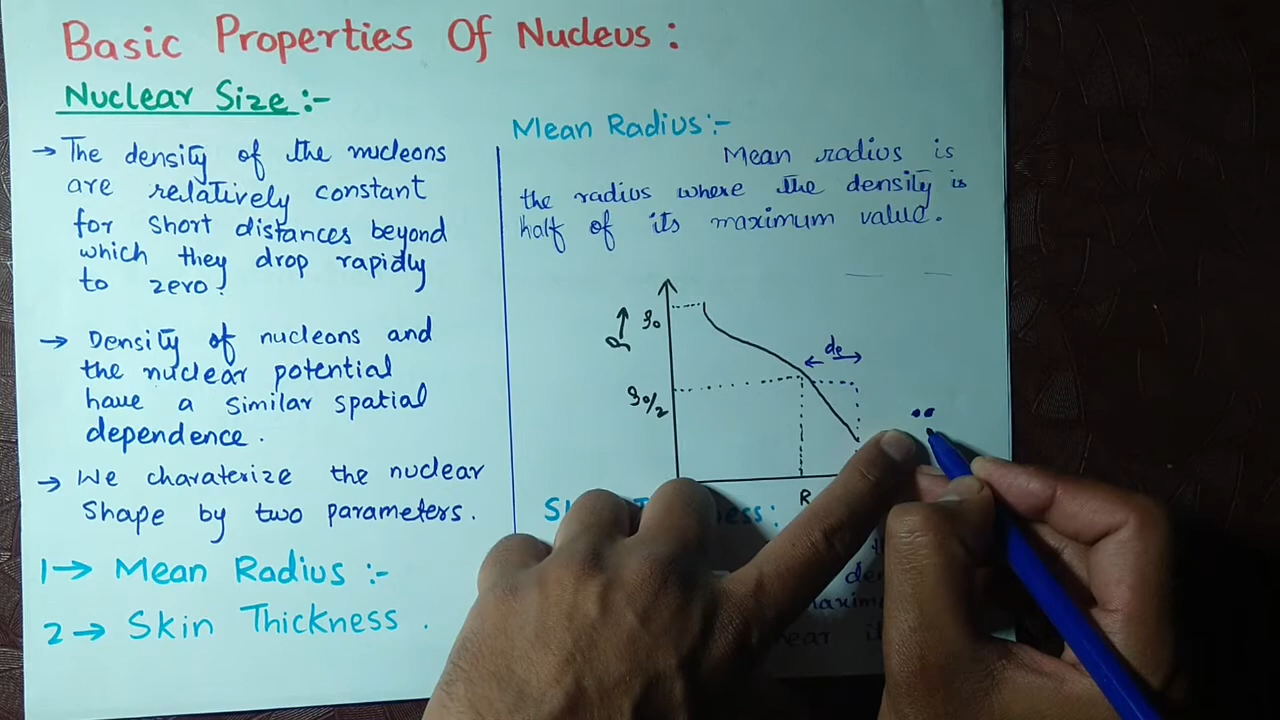 Basic Properties Of Nucleus :
Nuclear Size :-
→ The density of the nucleons
are relatively constant
for short distances beyond
which they drop rapidly
to zero.
→ Density of nucleons and
the nuclear potential
have a similar spatial
dependence.
→ We charaterize the nuclear
shape by two parameters.
1→ Mean Radius :-
2→ Skin Thickness .
Mean Radius :-
Mean radius is
the radius where the density is
half of its maximum value.
ρ₀
de
ρ₀/2
R